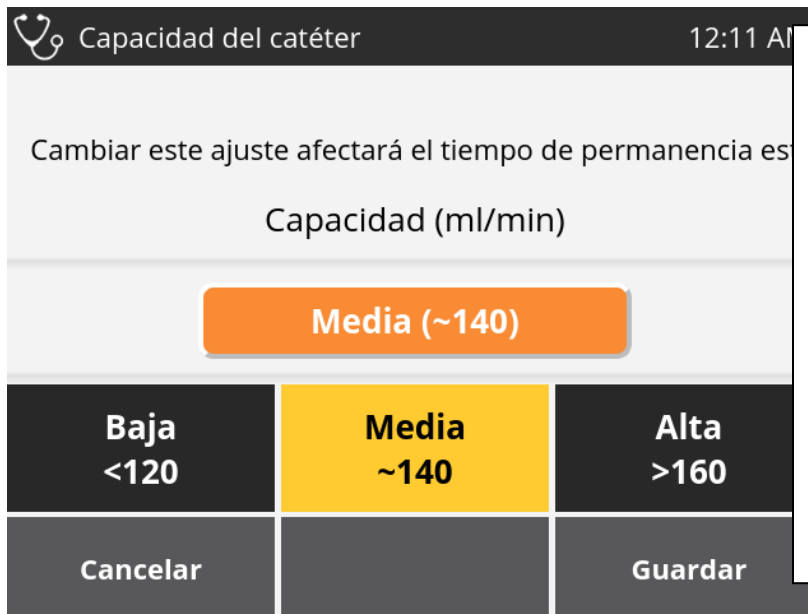 Capacidad del catéter 12:11
Cambiar este ajuste afectará el tiempo de permanencia
Capacidad (ml/min)
Media (~140)
Baja Media Alta
<120 ~140 >160
Cancelar Guardar